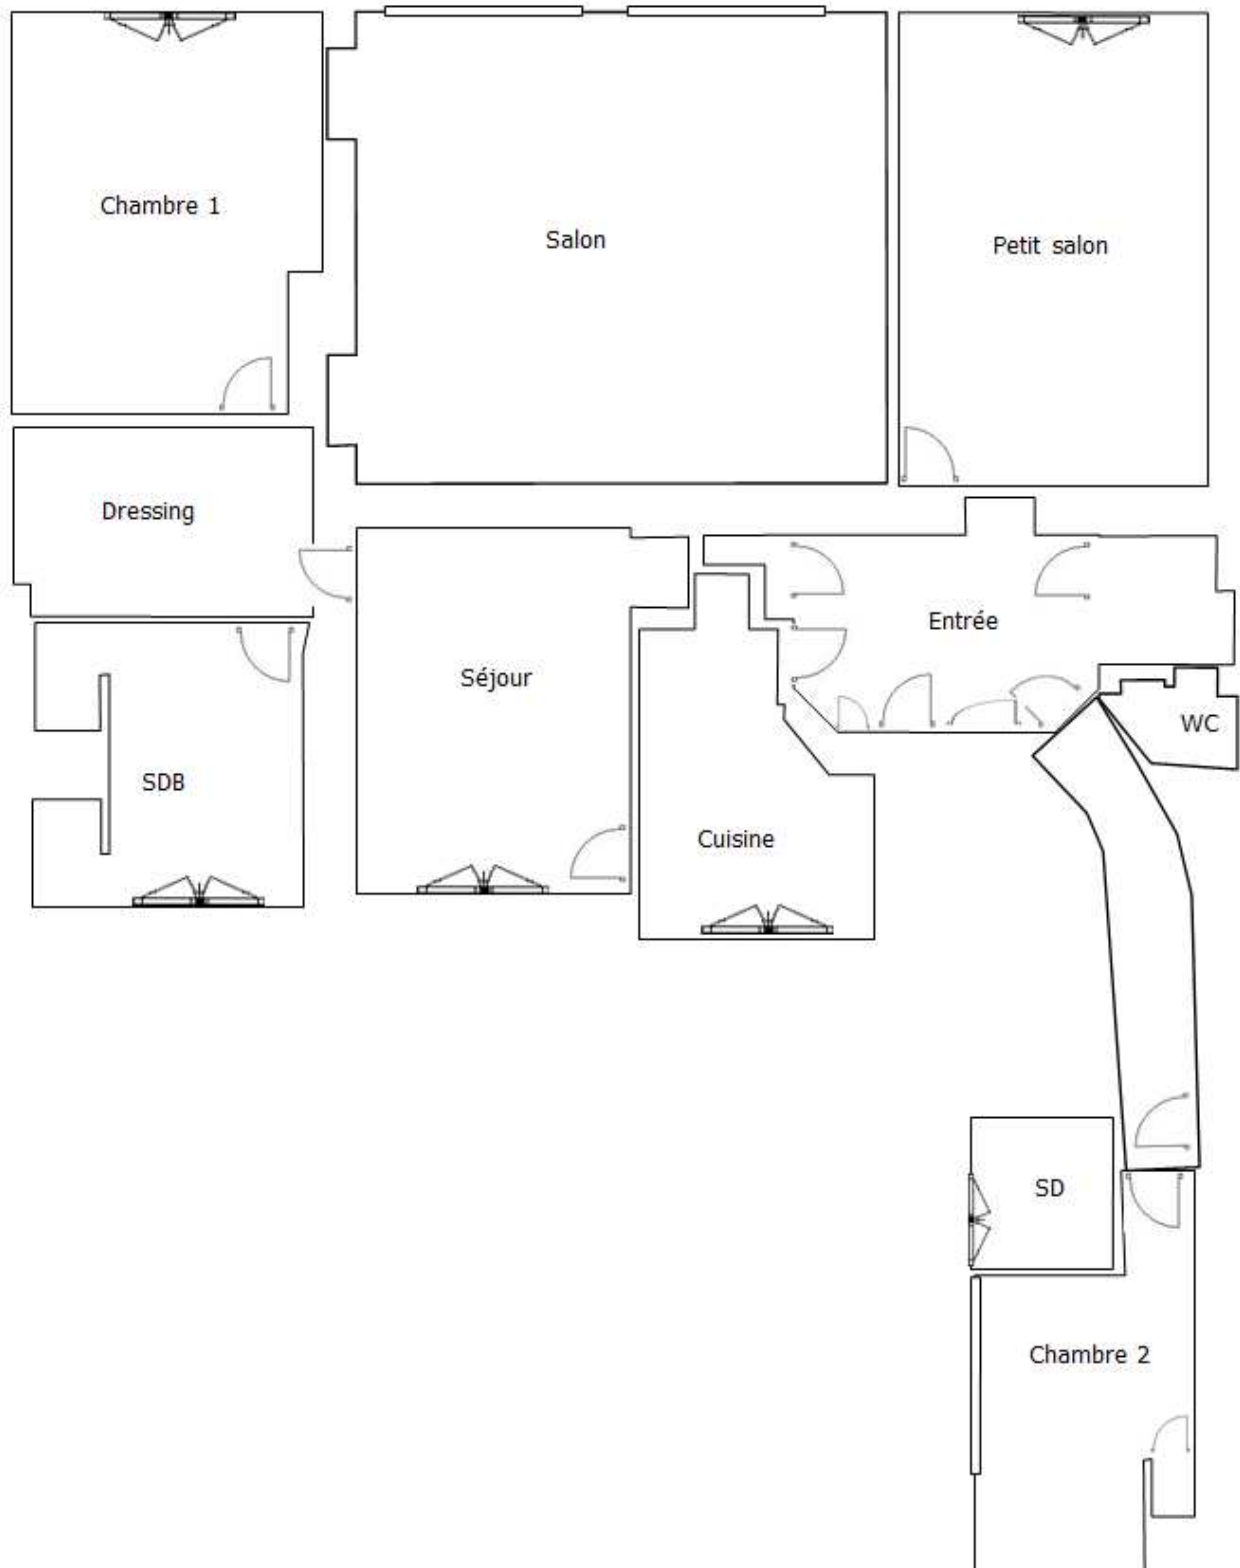 Chambre 1
Salon
Petit salon
Dressing
Entrée
Séjour
WC
SDB
Cuisine
SD
Chambre 2